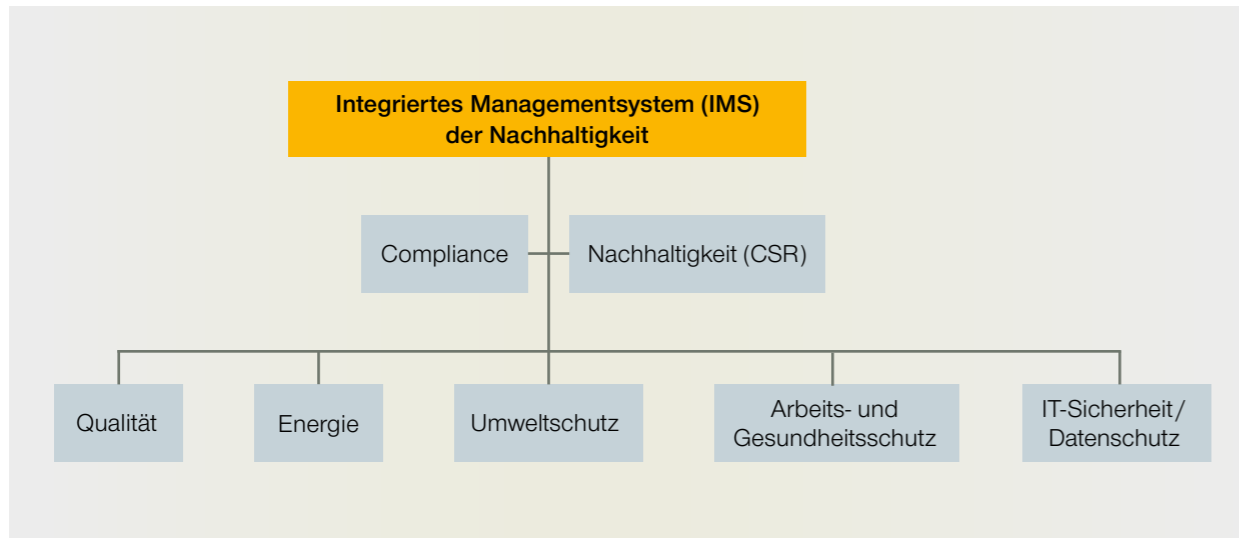 Integriertes Managementsystem (IMS)
der Nachhaltigkeit
Compliance
Nachhaltigkeit (CSR)
Qualität
Energie
Umweltschutz
Arbeits- und
Gesundheitsschutz
IT-Sicherheit/
Datenschutz